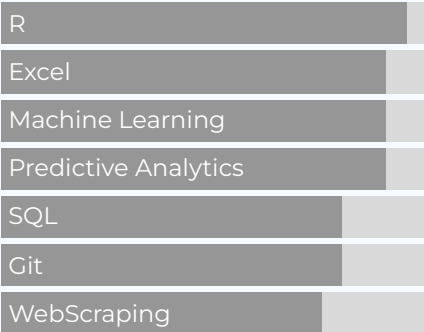 R
Excel
Machine Learning
Predictive Analytics
SQL
Git
WebScraping